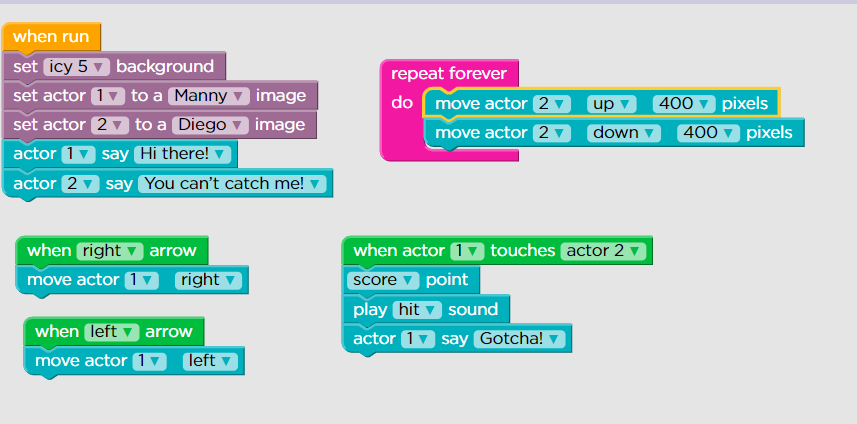 when run
set icy 5 ▼ background
set actor 1 ▼ to a Manny ▼ image
set actor 2 ▼ to a Diego ▼ image
actor 1 ▼ say Hi there! ▼
actor 2 ▼ say You can't catch me! ▼
repeat forever
do move actor 2 ▼ up ▼ 400 ▼ pixels
move actor 2 ▼ down ▼ 400 ▼ pixels
when right ▼ arrow
move actor 1 ▼ right ▼
when left ▼ arrow
move actor 1 ▼ left ▼
when actor 1 ▼ touches actor 2 ▼
score ▼ point
play hit ▼ sound
actor 1 ▼ say Gotcha! ▼